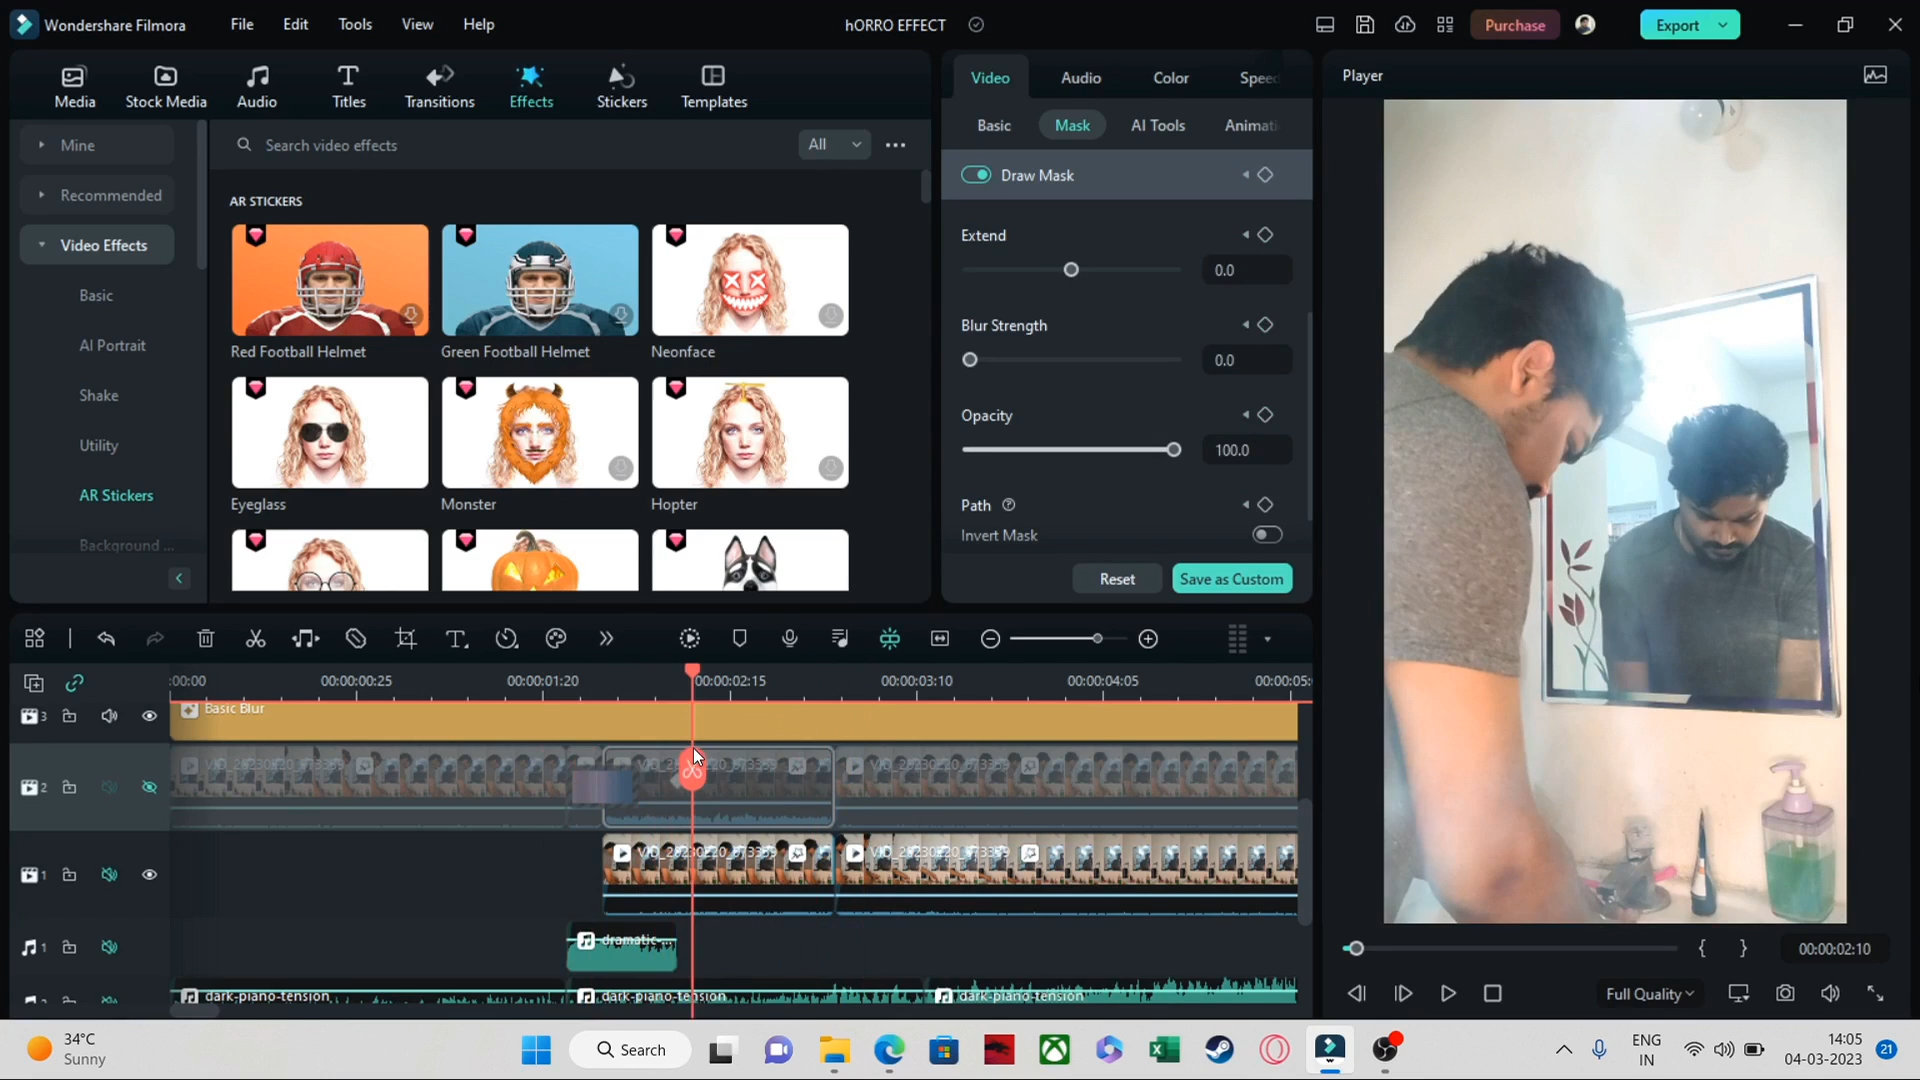 Wondershare Filmora
File
Edit
Tools
View
Help
hORRO EFFECT
Purchase
Export
Media
Stock Media
Audio
Titles
Transitions
Effects
Stickers
Templates
Video
Audio
Color
Speed
Player
Mine
Search video effects
All
Basic
Mask
AI Tools
Animati
Recommended
AR STICKERS
Draw Mask
Video Effects
Extend
0.0
Basic
AI Portrait
Red Football Helmet
Green Football Helmet
Neonface
Blur Strength
0.0
Shake
Opacity
100.0
Utility
AR Stickers
Eyeglass
Monster
Hopter
Path
Invert Mask
Background ...
Reset
Save as Custom
:00:00
00:00:00:25
00:00:01:20
00:00:02:15
00:00:03:10
00:00:04:05
00:00:05:
3
Basic Blur
2
1
1
dramatic-...
dark-piano-tension
dark-piano-tension
dark-piano-tension
00:00:02:10
Full Quality
34°C
Sunny
Search
ENG
IN
14:05
04-03-2023
21